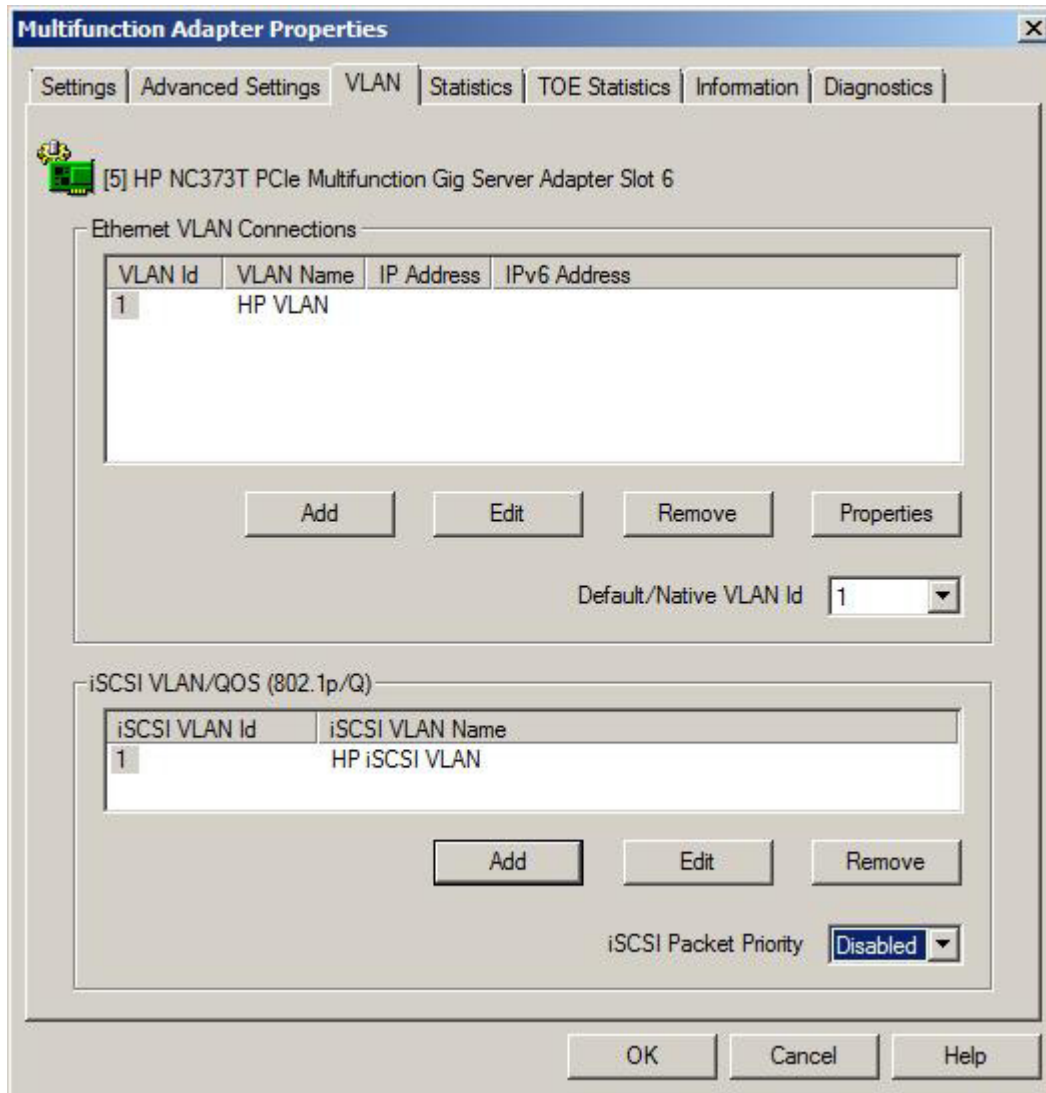 Multifunction Adapter Properties
Settings Advanced Settings VLAN Statistics TOE Statistics Information Diagnostics
[5] HP NC373T PCIe Multifunction Gig Server Adapter Slot 6
Ethernet VLAN Connections
VLAN Id VLAN Name IP Address IPv6 Address
1 HP VLAN
Add Edit Remove Properties
Default/Native VLAN Id 1
iSCSI VLAN/QOS (802.1p/Q)
iSCSI VLAN Id iSCSI VLAN Name
1 HP iSCSI VLAN
Add Edit Remove
iSCSI Packet Priority Disabled
OK Cancel Help